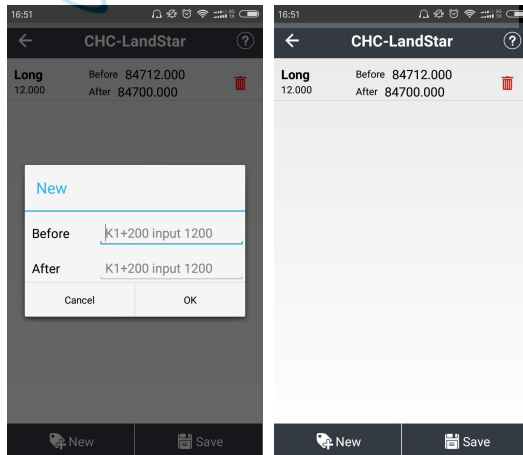 16:51
CHC-LandStar
Long Before 84712.000
12.000 After 84700.000
New
Before K1+200 input 1200
After K1+200 input 1200
Cancel OK
New Save
16:51
CHC-LandStar
Long Before 84712.000
12.000 After 84700.000
New Save